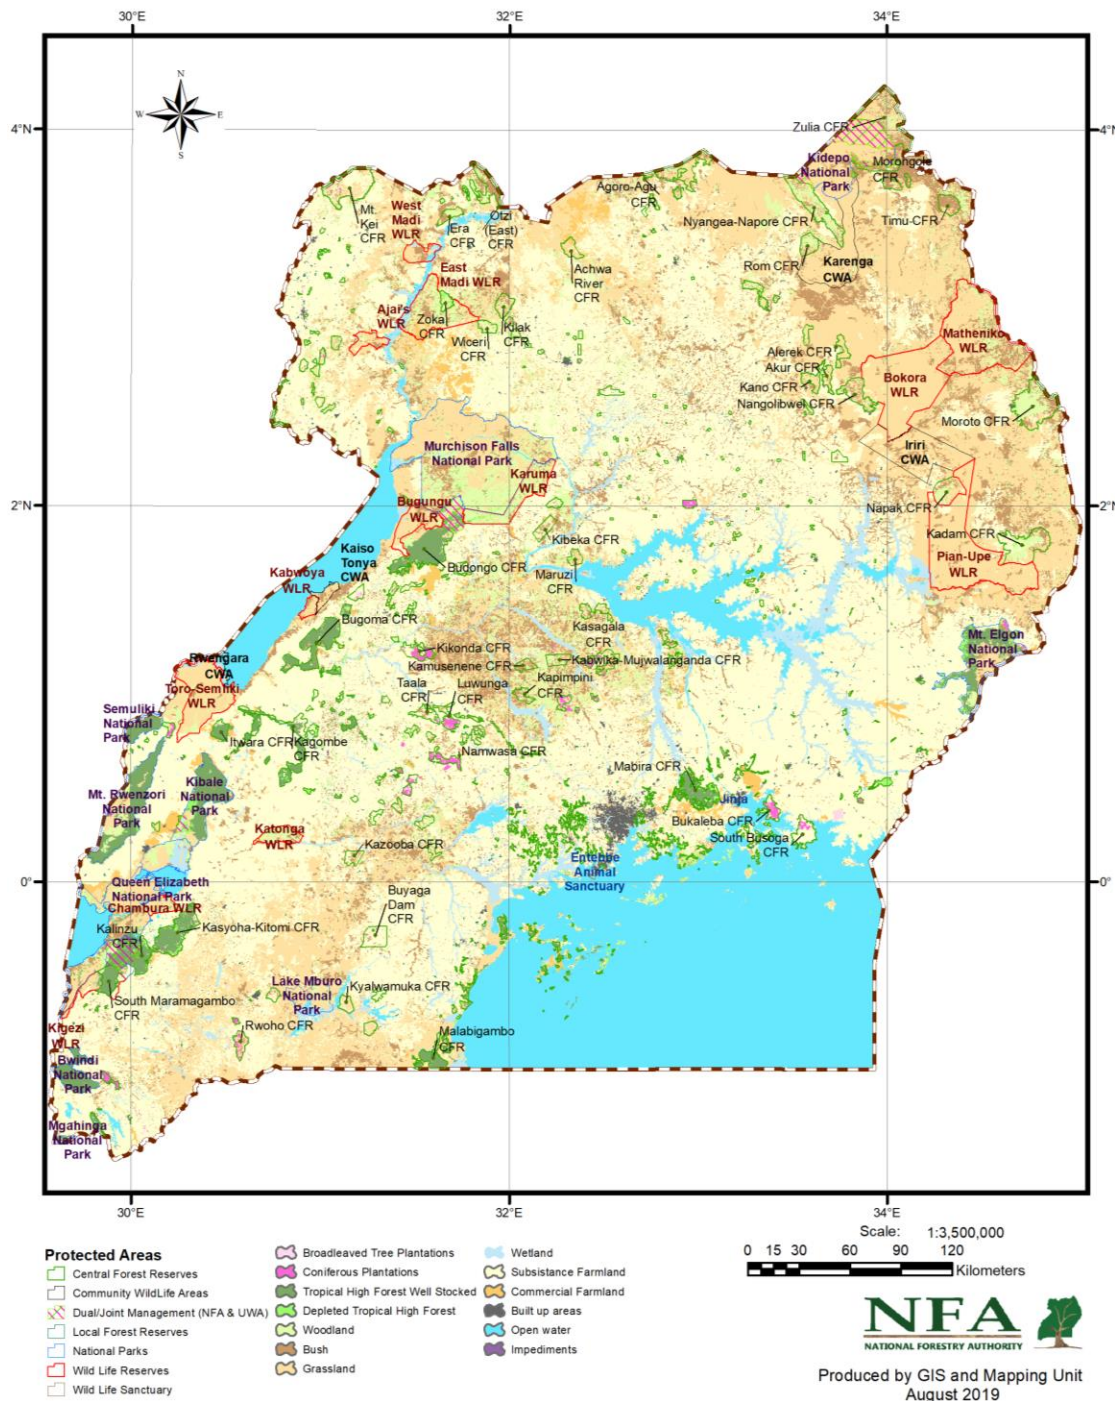 30°E
32°E
34°E
N
W
E
S
4°N
4°N
Zulia CFR
Kidepo
National
Park
Morongole
CFR
Agoro-Agu
CFR
Nyangea-Napore CFR
Timu-CFR
Mt.
Kei
CFR
West
Madi
WLR
Era
CFR
Otzi
(East)
CFR
Rom CFR
Karenga
CWA
East
Madi WLR
Achwa
River
CFR
Ajai's
WLR
Zoka
CFR
Wiceri
CFR
Kilak
CFR
Matheniko
WLR
Alerek CFR
Akur CFR
Kano CFR
Nangolibwel CFR
Bokora
WLR
Moroto CFR
Murchison Falls
National Park
Iriri
CWA
Karuma
WLR
Bugungu
WLR
Napak CFR
2°N
2°N
Kadam CFR
Kibeka CFR
Kaiso
Tonya
CWA
Pian-Upe
WLR
Budongo CFR
Maruzi
CFR
Kabwoya
WLR
Bugoma CFR
Kasagala
CFR
Mt. Elgon
National
Park
Kikonda CFR
Rwengara
CWA
Kamusenene CFR
Kabwika-Mujwalanganda CFR
Taala
CFR
Luwunga
CFR
Kapimpini
CFR
Toro-Semliki
WLR
Semuliki
National
Park
Itwara CFR
Kagombe
CFR
Namwasa CFR
Mabira CFR
Mt. Rwenzori
National
Park
Kibale
National
Park
Jinja
Katonga
WLR
Bukaleba CFR
South Busoga
CFR
Kazooba CFR
Entebbe
Animal
Sanctuary
0°
0°
Queen Elizabeth
National Park
Chambura WLR
Buyaga
Dam
CFR
Kalinzu
CFR
Kasyoha-Kitomi CFR
Lake Mburo
National
Park
Kyalwamuka CFR
South Maramagambo
CFR
Rwoho CFR
Malabigambo
CFR
Kigezi
WLR
Bwindi
National
Park
Mgahinga
National
Park
30°E
32°E
34°E
Protected Areas
Central Forest Reserves
Community WildLife Areas
Dual/Joint Management (NFA & UWA)
Local Forest Reserves
National Parks
Wild Life Reserves
Wild Life Sanctuary
Broadleaved Tree Plantations
Coniferous Plantations
Tropical High Forest Well Stocked
Depleted Tropical High Forest
Woodland
Bush
Grassland
Wetland
Subsistance Farmland
Commercial Farmland
Built up areas
Open water
Impediments
Scale: 1:3,500,000
0 15 30 60 90 120
Kilometers
NFA
NATIONAL FORESTRY AUTHORITY
Produced by GIS and Mapping Unit
August 2019